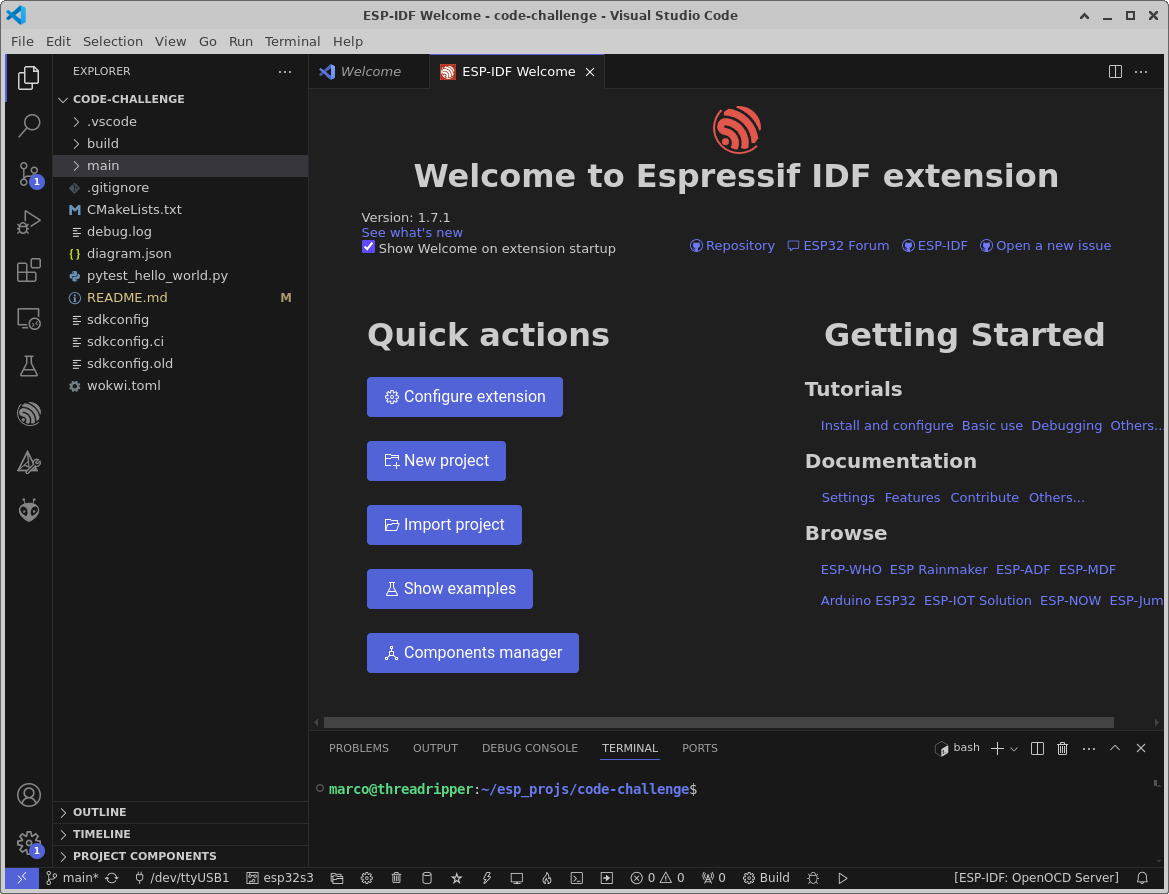 ESP-IDF Welcome - code-challenge - Visual Studio Code
File Edit Selection View Go Run Terminal Help
EXPLORER
CODE-CHALLENGE
.vscode
build
main
.gitignore
CMakeLists.txt
debug.log
diagram.json
pytest_hello_world.py
README.md M
sdkconfig
sdkconfig.ci
sdkconfig.old
wokwi.toml
OUTLINE
TIMELINE
PROJECT COMPONENTS
1
1
Welcome ESP-IDF Welcome
Welcome to Espressif IDF extension
Version: 1.7.1
See what's new
Show Welcome on extension startup
Repository ESP32 Forum ESP-IDF Open a new issue
Quick actions
Configure extension
New project
Import project
Show examples
Components manager
Getting Started
Tutorials
Install and configure Basic use Debugging Others...
Documentation
Settings Features Contribute Others...
Browse
ESP-WHO ESP Rainmaker ESP-ADF ESP-MDF
Arduino ESP32 ESP-IOT Solution ESP-NOW ESP-Jum
PROBLEMS OUTPUT DEBUG CONSOLE TERMINAL PORTS bash
marco@threadripper:~/esp_projs/code-challenge$
main* /dev/ttyUSB1 esp32s3 0 0 0 Build [ESP-IDF: OpenOCD Server]